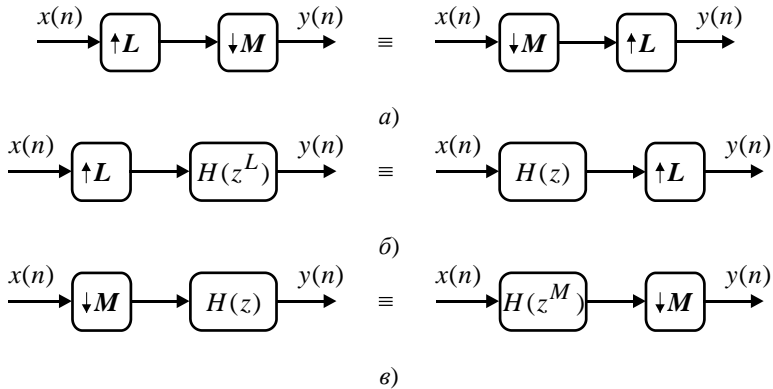 x(n) ↑L ↓M y(n) ≡ x(n) ↓M ↑L y(n)
а)
x(n) ↑L H(z^L) y(n) ≡ x(n) H(z) ↑L y(n)
б)
x(n) ↓M H(z) y(n) ≡ x(n) H(z^M) ↓M y(n)
в)